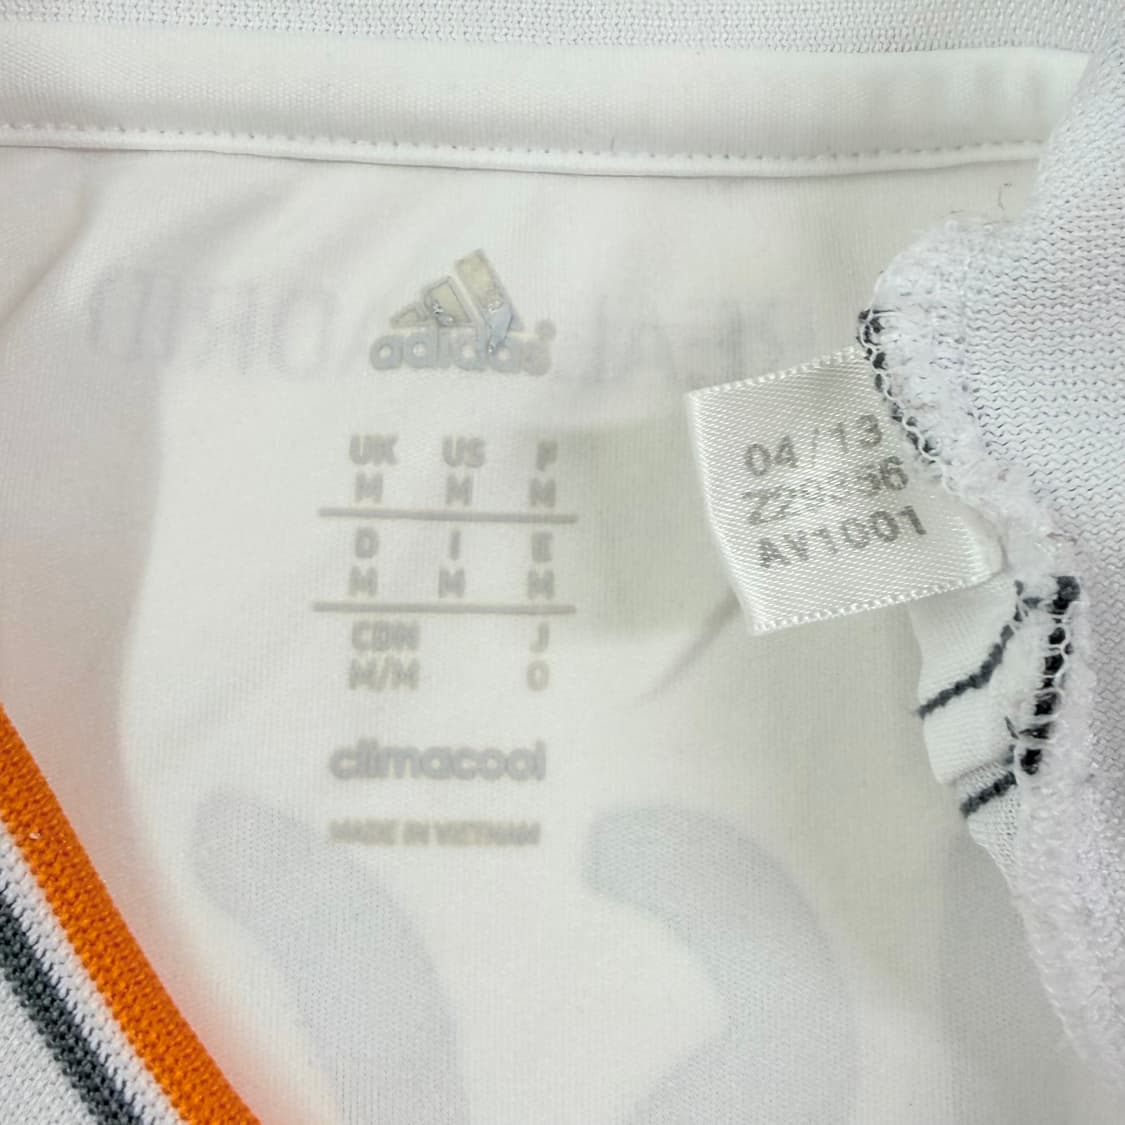 adidas®
UK US F
M M M
D I E
M M M
CDN J
M/M O
climacool
MADE IN VIETNAM
04/13
AV1001